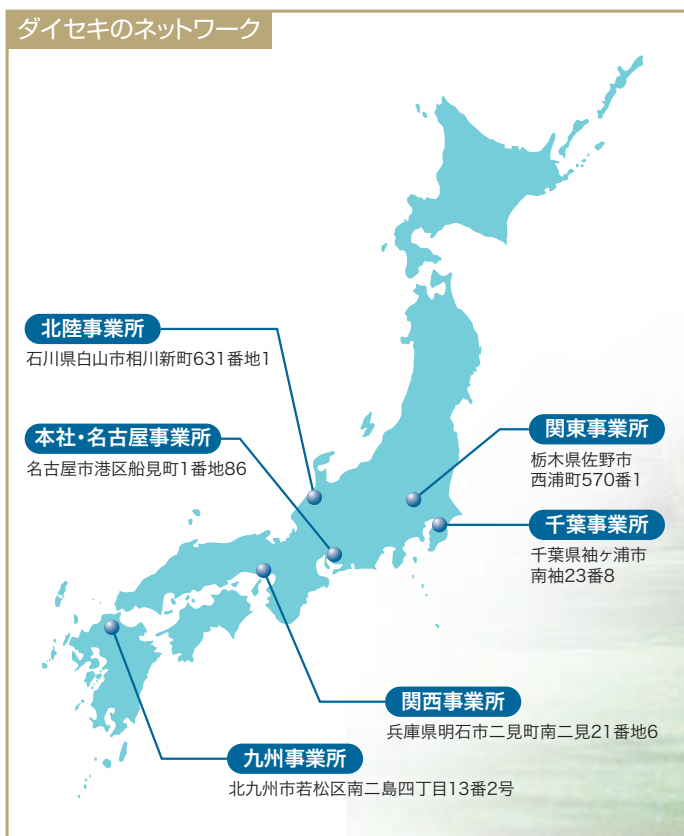 ダイセキのネットワーク
北陸事業所
石川県白山市相川新町631番地1
本社・名古屋事業所
名古屋市港区船見町1番地86
関東事業所
栃木県佐野市
西浦町570番1
千葉事業所
千葉県袖ヶ浦市
南袖23番8
関西事業所
兵庫県明石市二見町南二見21番地6
九州事業所
北九州市若松区南二島四丁目13番2号